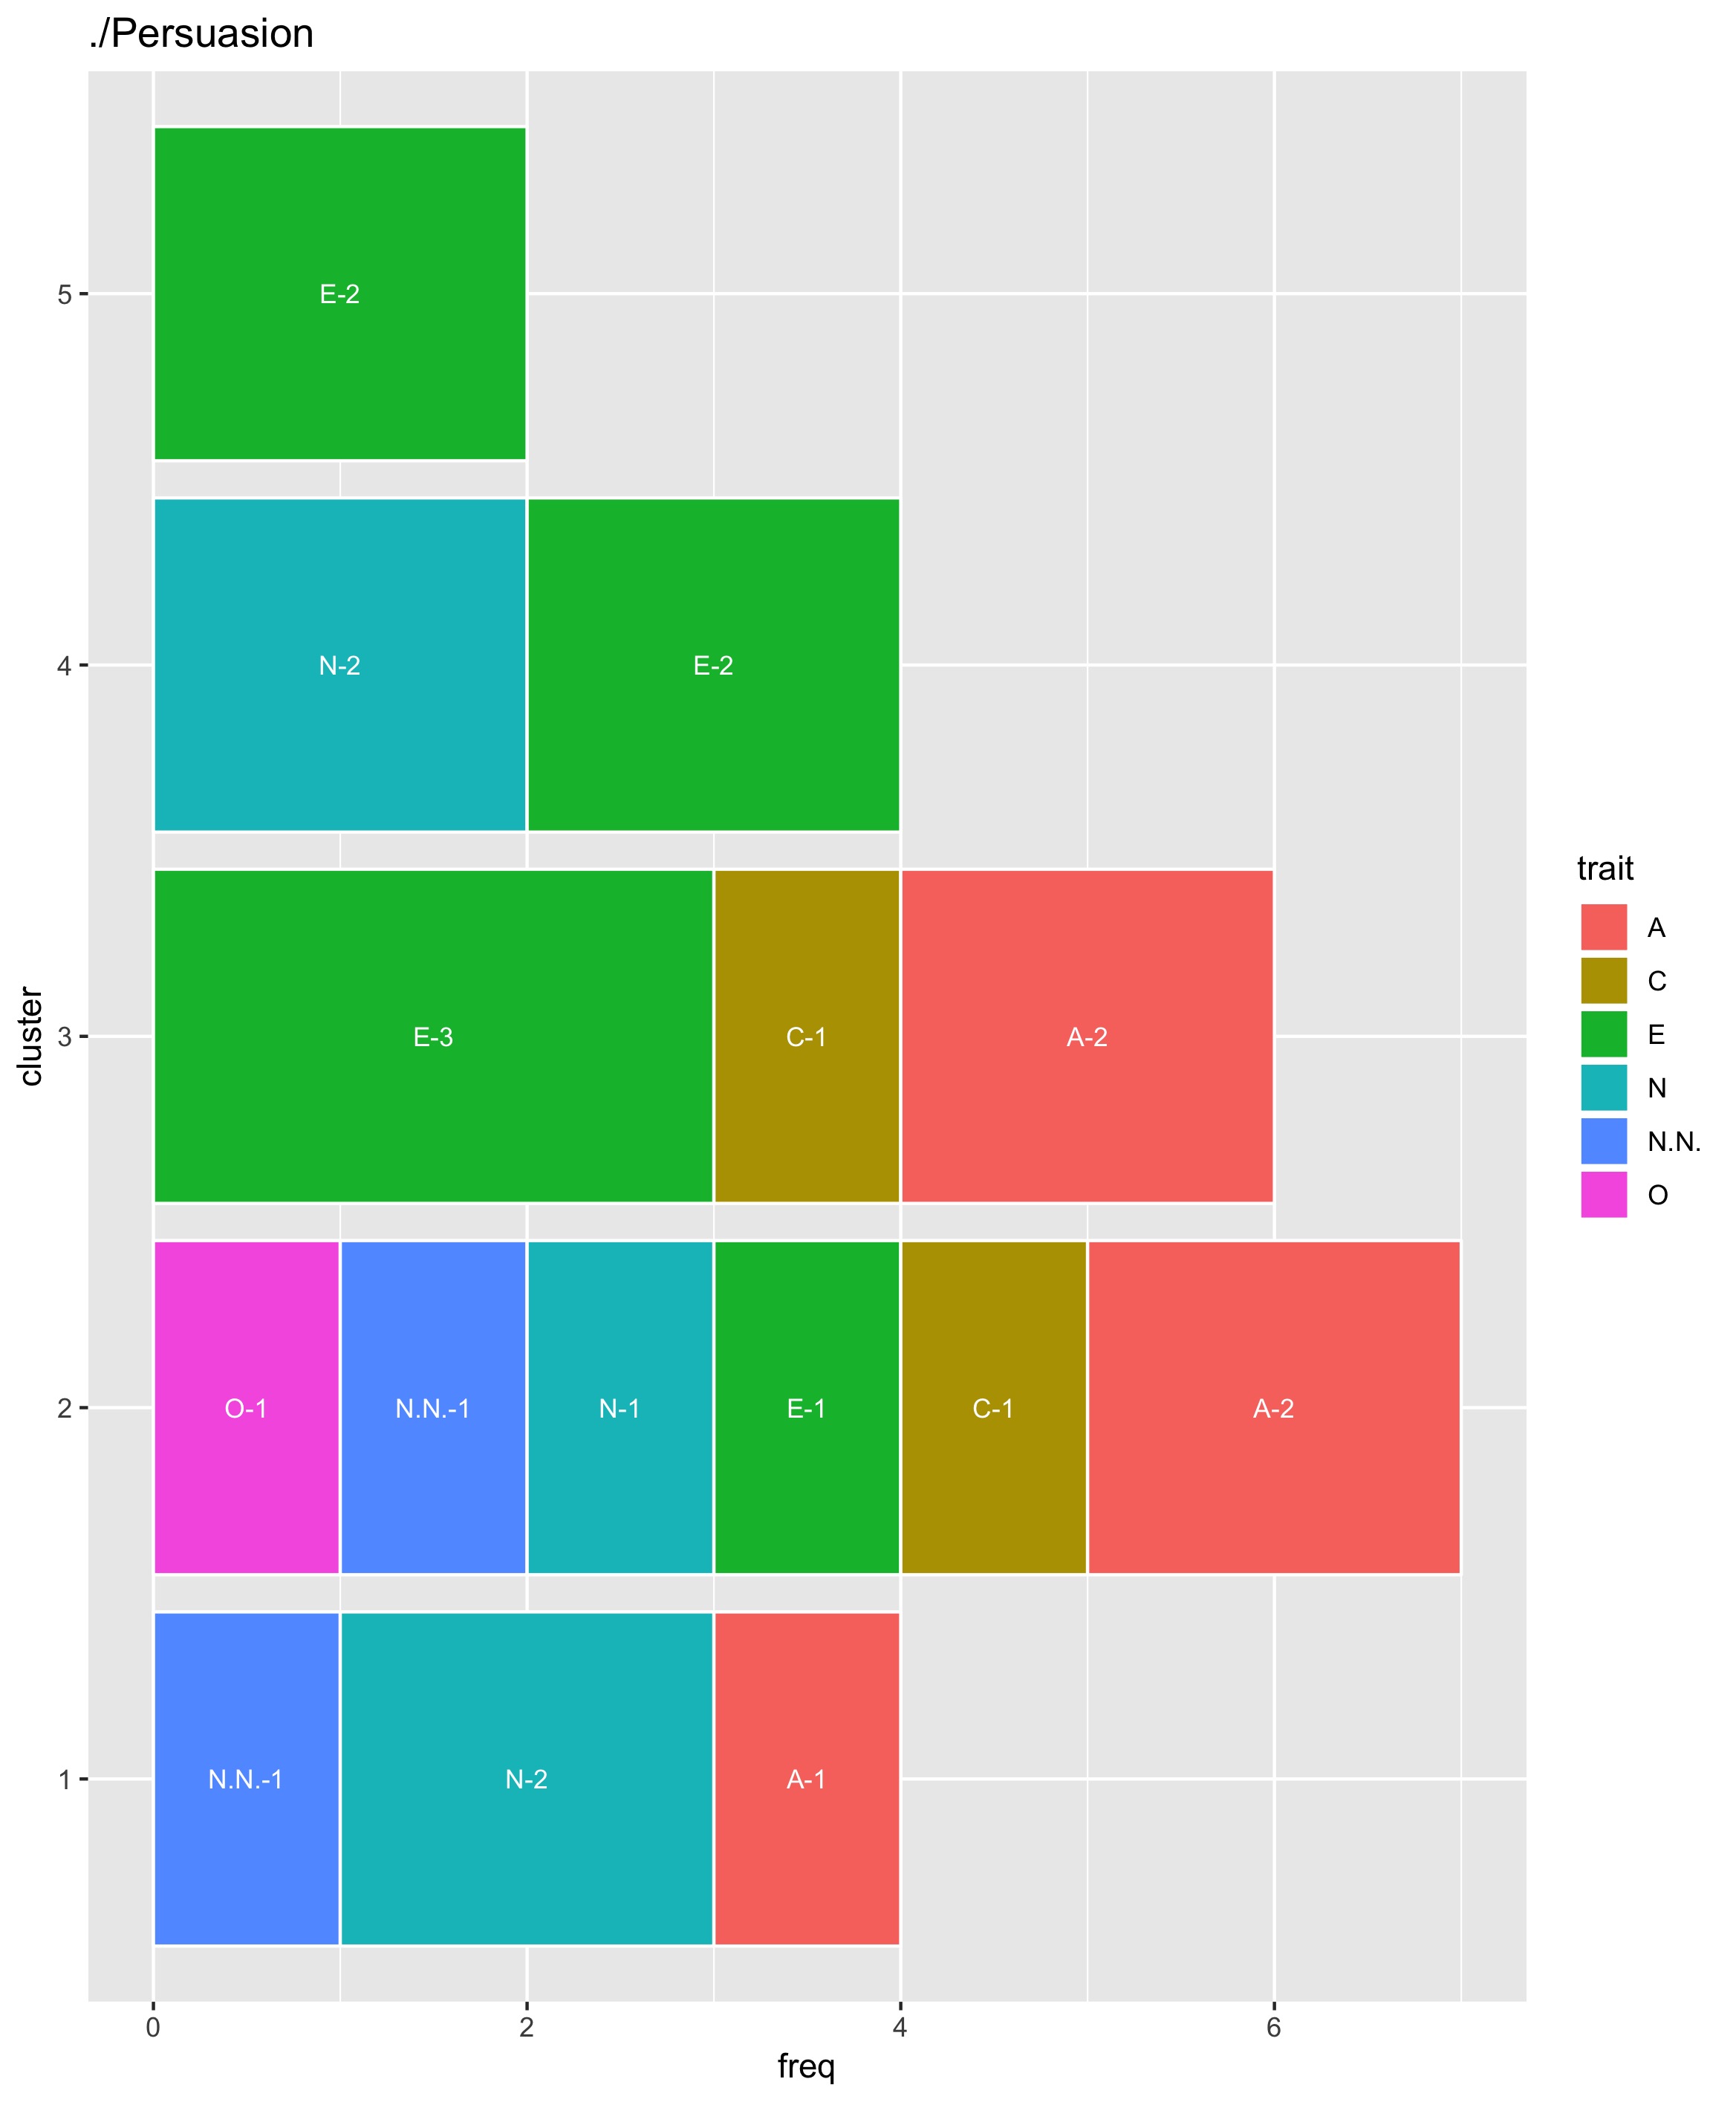 ./Persuasion
5
E-2
4
N-2 E-2
3
E-3 C-1 A-2
2
O-1 N.N.-1 N-1 E-1 C-1 A-2
1
N.N.-1 N-2 A-1
0 2 4 6
freq
cluster
trait
A
C
E
N
N.N.
O